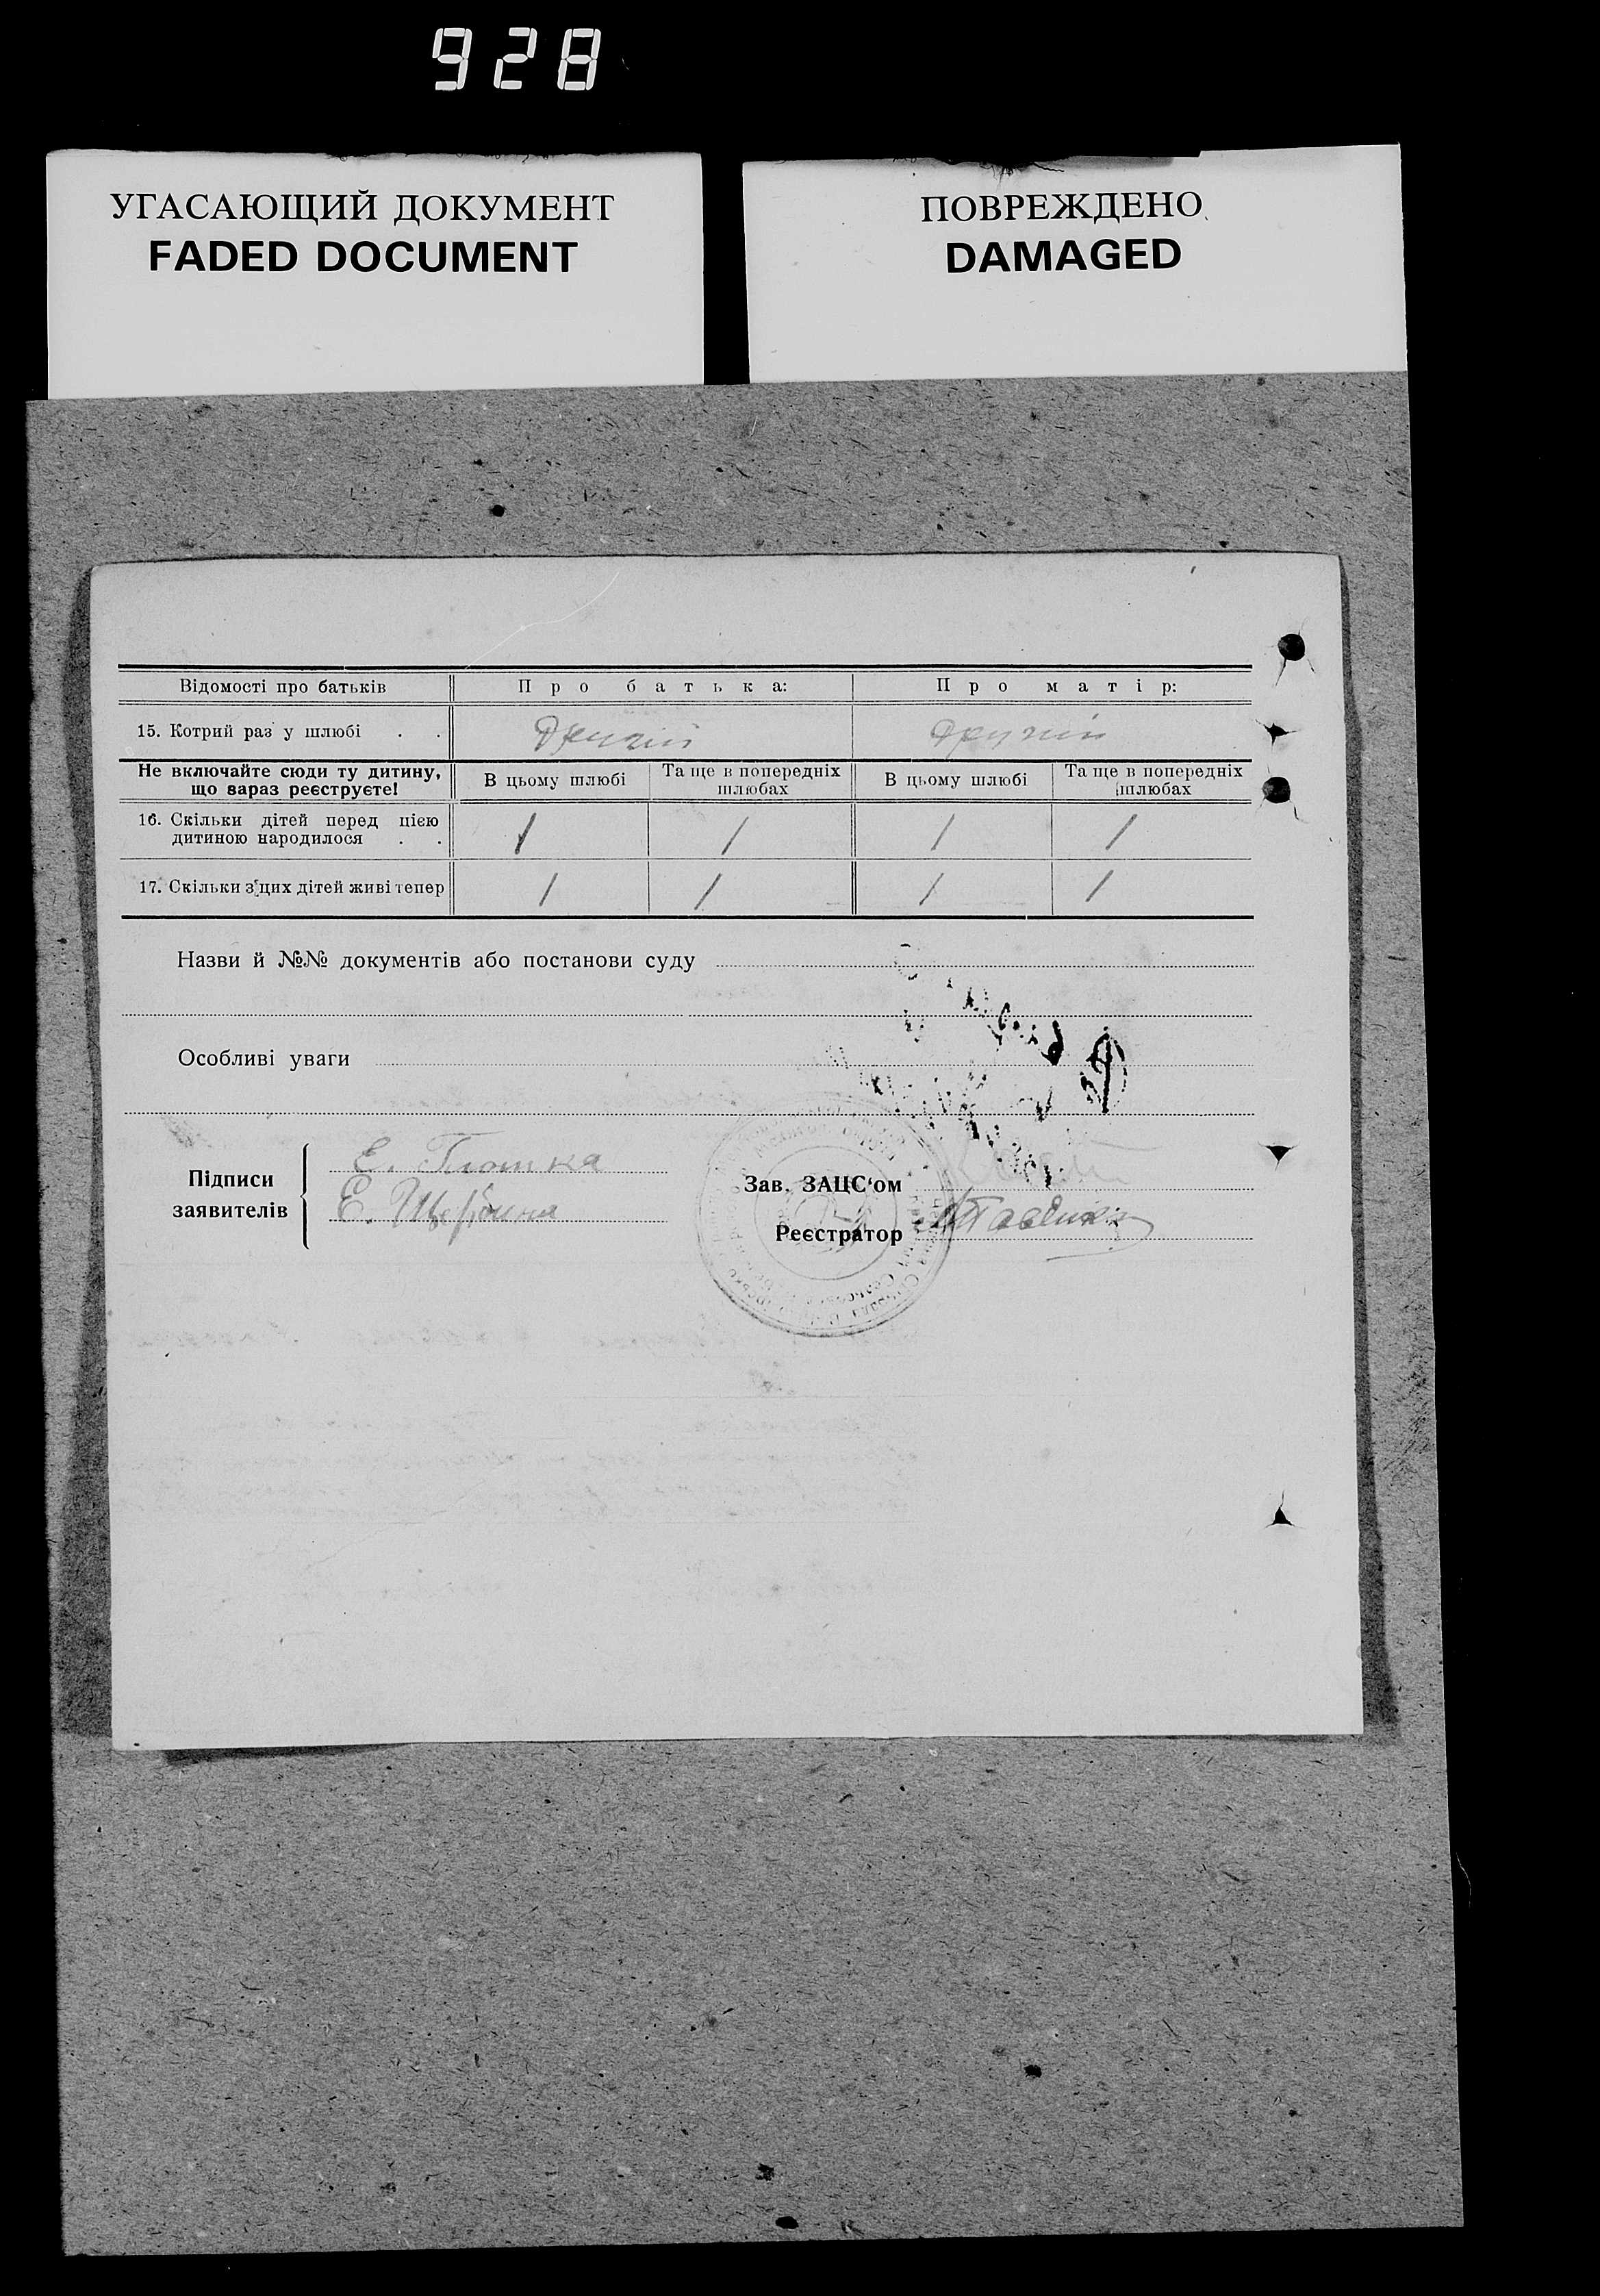 928
УГАСАЮЩИЙ ДОКУМЕНТ
FADED DOCUMENT
ПОВРЕЖДЕНО
DAMAGED
Відомості про батьків Про батька: Про матір:
15. Котрий раз у шлюбі . . Другий Другий
Не включайте сюди ту дитину, що вараз реєструєте! В цьому шлюбі Та ще в попередніх шлюбах В цьому шлюбі Та ще в попередніх шлюбах
16. Скільки дітей перед цією
дитиною народилося . . / / / /
17. Скільки з цих дітей живі тепер / / / /
Назви й №№ документів або постанови суду
Особливі уваги
Підписи
заявителів
Е. Глошка
Е. Щербина
Зав. ЗАЦС'ом
Реєстратор